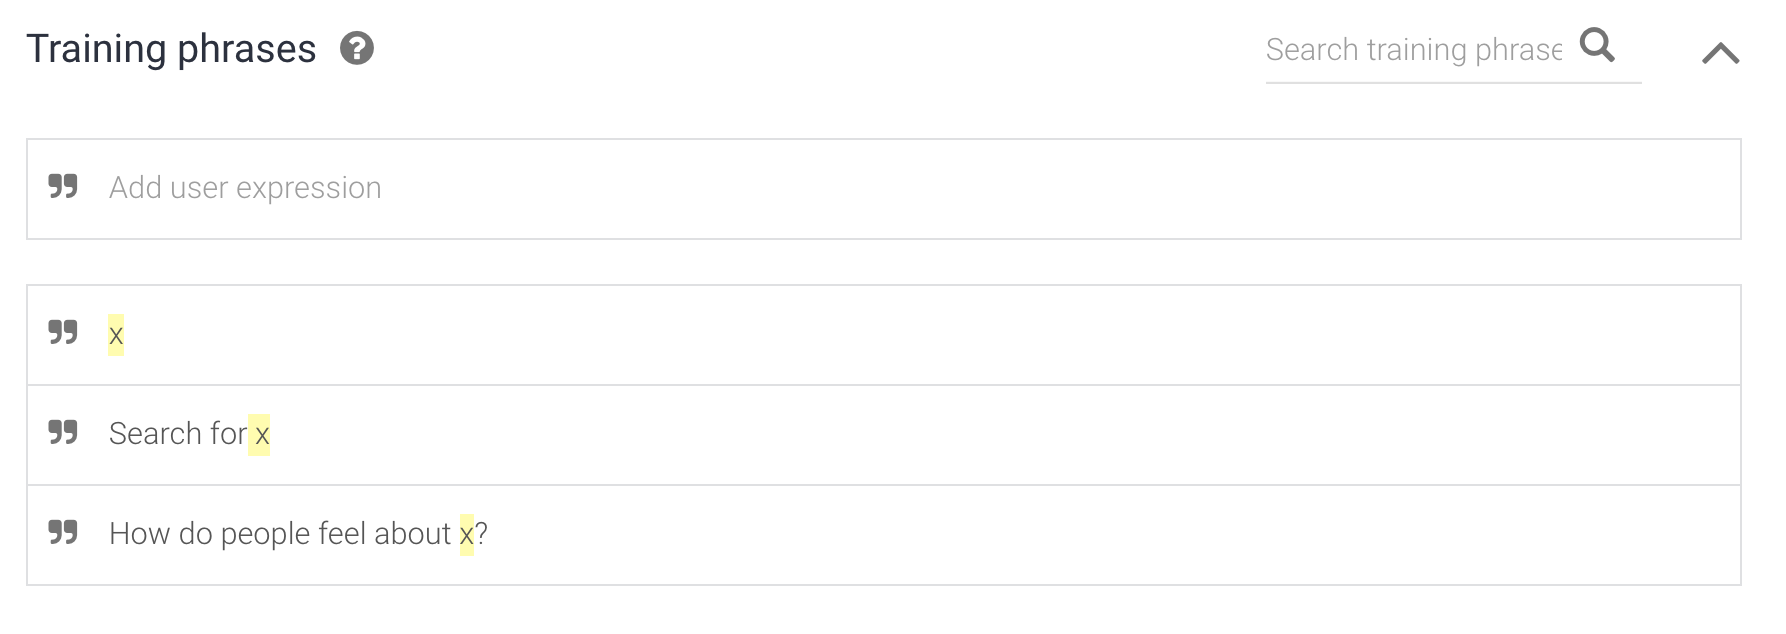 Training phrases
Search training phrase
Add user expression
x
Search for x
How do people feel about x?